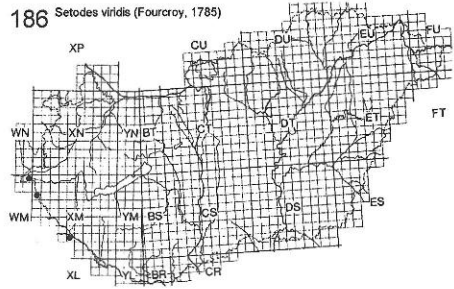 186 Setodes viridis (Fourcroy, 1785)
XP CU DU EU FU
WN XN YN BT CT DT ET FT
WM XM YM BS CS DS ES
XL YL BR CR